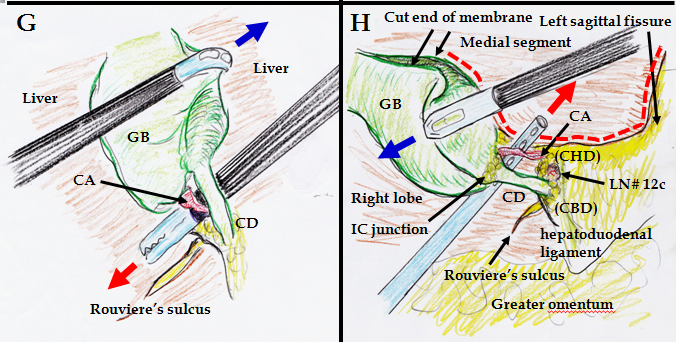 G
Liver
Liver
GB
CA
CD
Rouviere's sulcus
H
Cut end of membrane
Left sagittal fissure
Medial segment
GB
CA
(CHD)
LN# 12c
Right lobe
CD
(CBD)
IC junction
hepatoduodenal
ligament
Rouviere's sulcus
Greater omentum